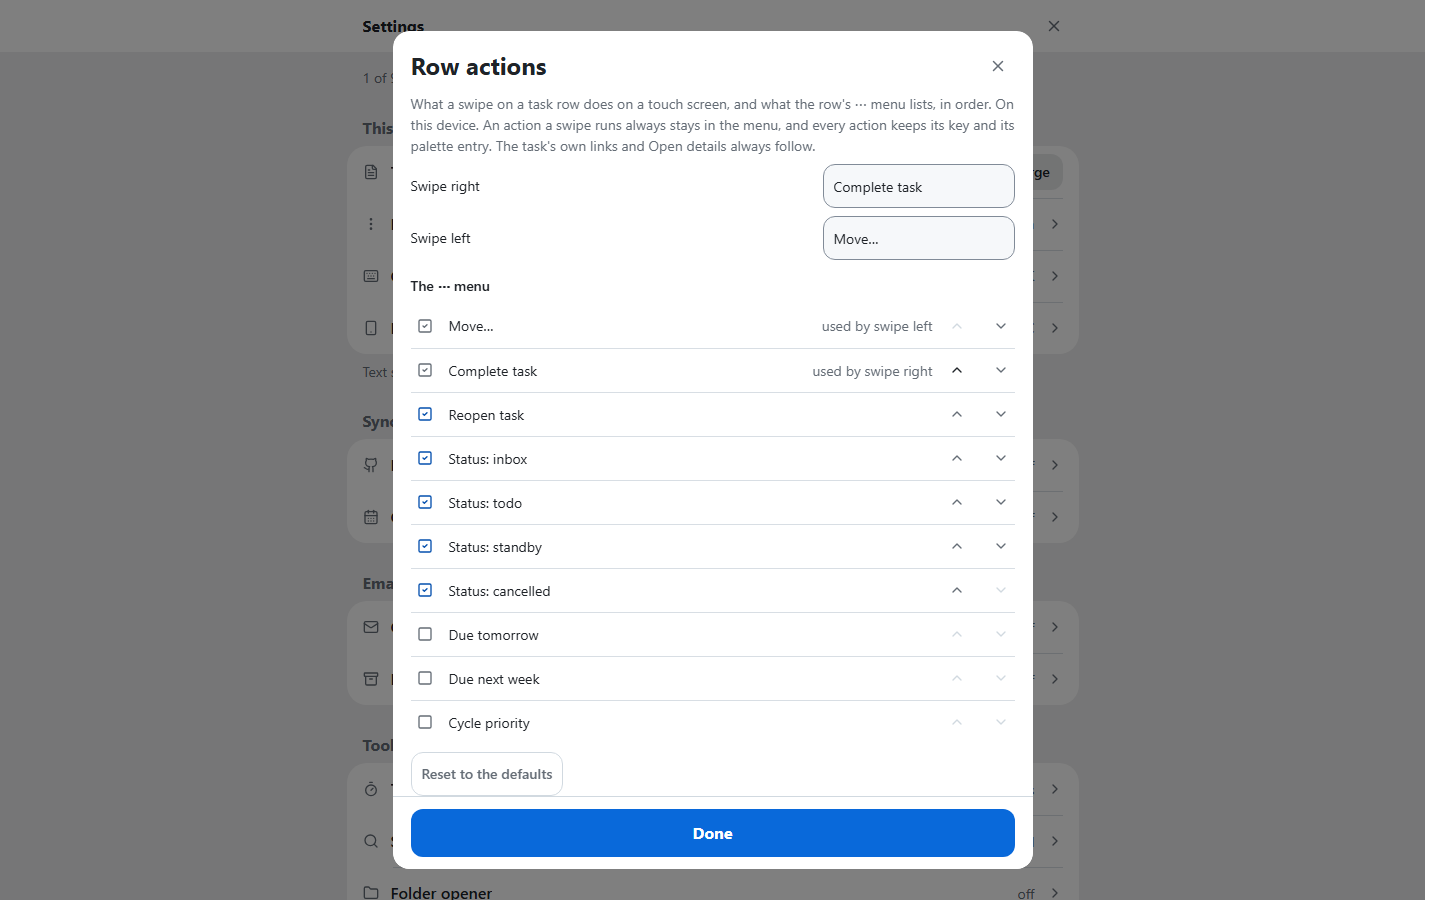 Settings
Row actions
What a swipe on a task row does on a touch screen, and what the row's ··· menu lists, in order. On
this device. An action a swipe runs always stays in the menu, and every action keeps its key and its
palette entry. The task's own links and Open details always follow.
Swipe right
Complete task
Swipe left
Move...
The ··· menu
Move...
used by swipe left
Complete task
used by swipe right
Reopen task
Status: inbox
Status: todo
Status: standby
Status: cancelled
Due tomorrow
Due next week
Cycle priority
Reset to the defaults
Done
1 of
This
Text
Folder opener
off